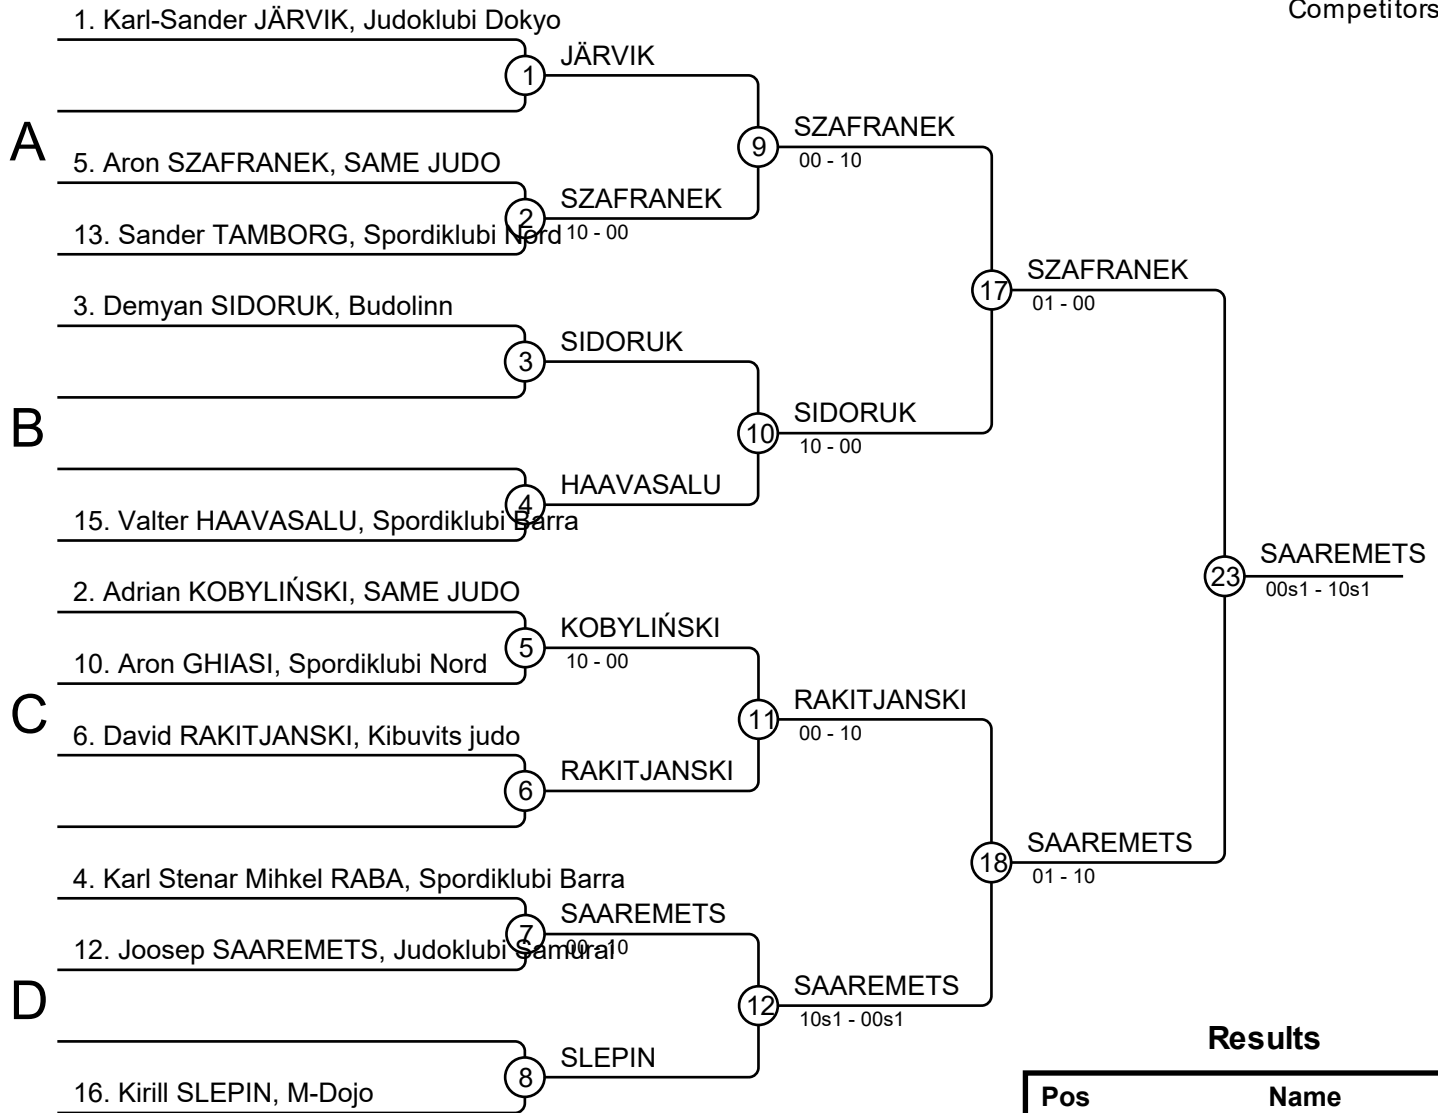 Competitors
1. Karl-Sander JÄRVIK, Judoklubi Dokyo
JÄRVIK
1
A
SZAFRANEK
9
00 - 10
5. Aron SZAFRANEK, SAME JUDO
SZAFRANEK
2
10 - 00
13. Sander TAMBORG, Spordiklubi Nord
SZAFRANEK
17
01 - 00
3. Demyan SIDORUK, Budolinn
SIDORUK
3
B
SIDORUK
10
10 - 00
HAAVASALU
4
15. Valter HAAVASALU, Spordiklubi Barra
SAAREMETS
23
00s1 - 10s1
2. Adrian KOBYLIŃSKI, SAME JUDO
KOBYLIŃSKI
5
10 - 00
10. Aron GHIASI, Spordiklubi Nord
C
RAKITJANSKI
11
00 - 10
6. David RAKITJANSKI, Kibuvits judo
RAKITJANSKI
6
SAAREMETS
18
01 - 10
4. Karl Stenar Mihkel RABA, Spordiklubi Barra
SAAREMETS
7
00 - 10
12. Joosep SAAREMETS, Judoklubi Samurai
D
SAAREMETS
12
10s1 - 00s1
SLEPIN
8
16. Kirill SLEPIN, M-Dojo
Results
Pos Name